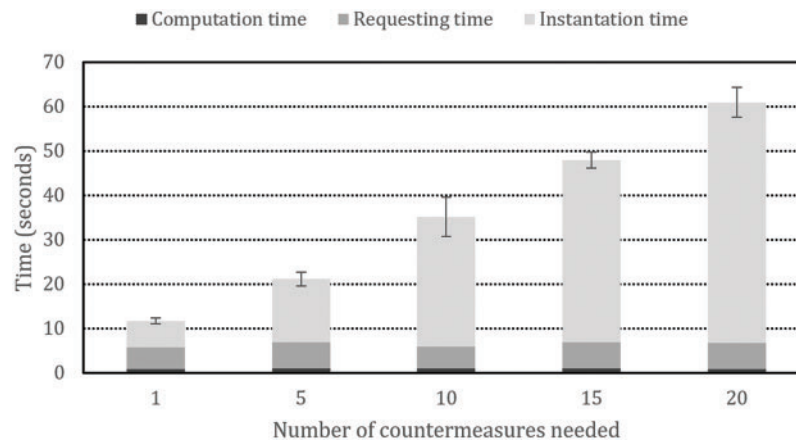 Computation time Requesting time Instantation time
70
60
50
40
30
20
10
0
Time (seconds)
1 5 10 15 20
Number of countermeasures needed